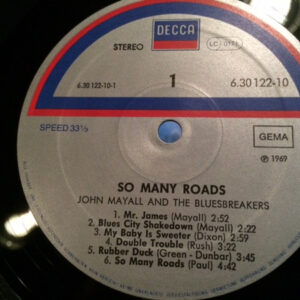 DECCA
STEREO
LC 0171
6.30 122-10-1
1
6.30 122-10
SPEED 33⅓
GEMA
℗ 1969
SO MANY ROADS
JOHN MAYALL AND THE BLUESBREAKERS
1. Mr. James (Mayall) 2:52
2. Blues City Shakedown (Mayall) 2:22
3. My Baby Is Sweeter (Dixon) 2:59
4. Double Trouble (Rush) 3:22
5. Rubber Duck (Green - Dunbar) 3:55
6. So Many Roads (Paul) 4:42